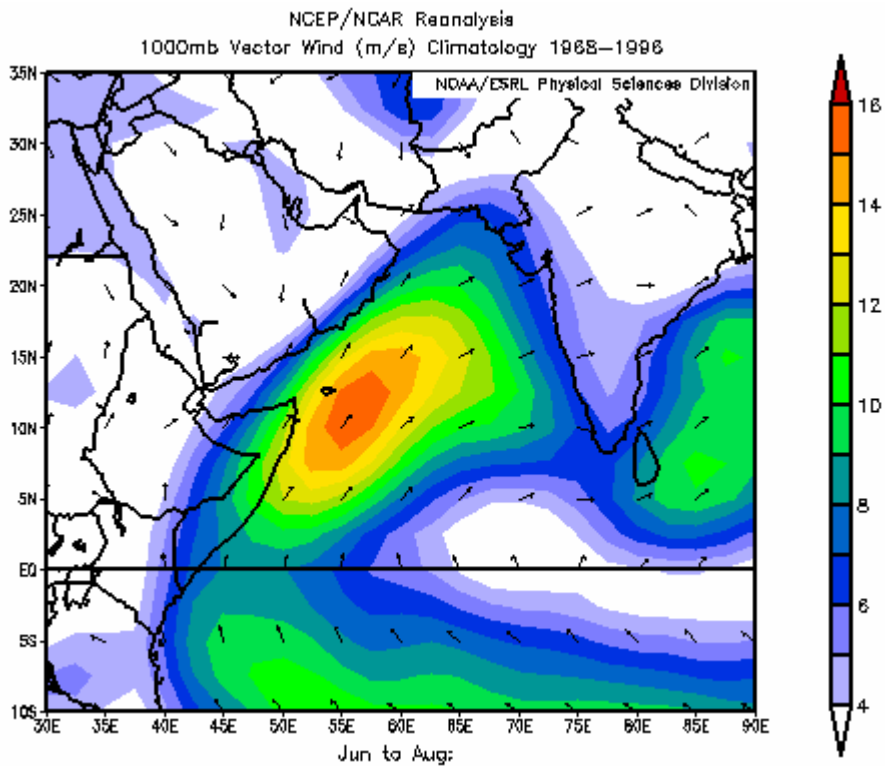 NCEP/NCAR Reanalysis
1000mb Vector Wind (m/s) Climatology 1968-1996
NOAA/ESRL Physical Sciences Division
35N
30N
25N
20N
15N
10N
5N
EQ
5S
10S
30E 35E 40E 45E 50E 55E 60E 65E 70E 75E 80E 85E 90E
Jun to Aug:
16
14
12
10
8
6
4